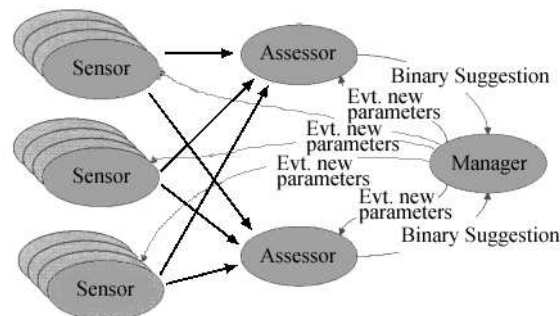 Sensor
Assessor
Binary Suggestion
Evt. new
parameters
Evt. new
parameters
Sensor
Manager
Evt. new
parameters
Evt. new
parameters
Binary Suggestion
Assessor
Sensor